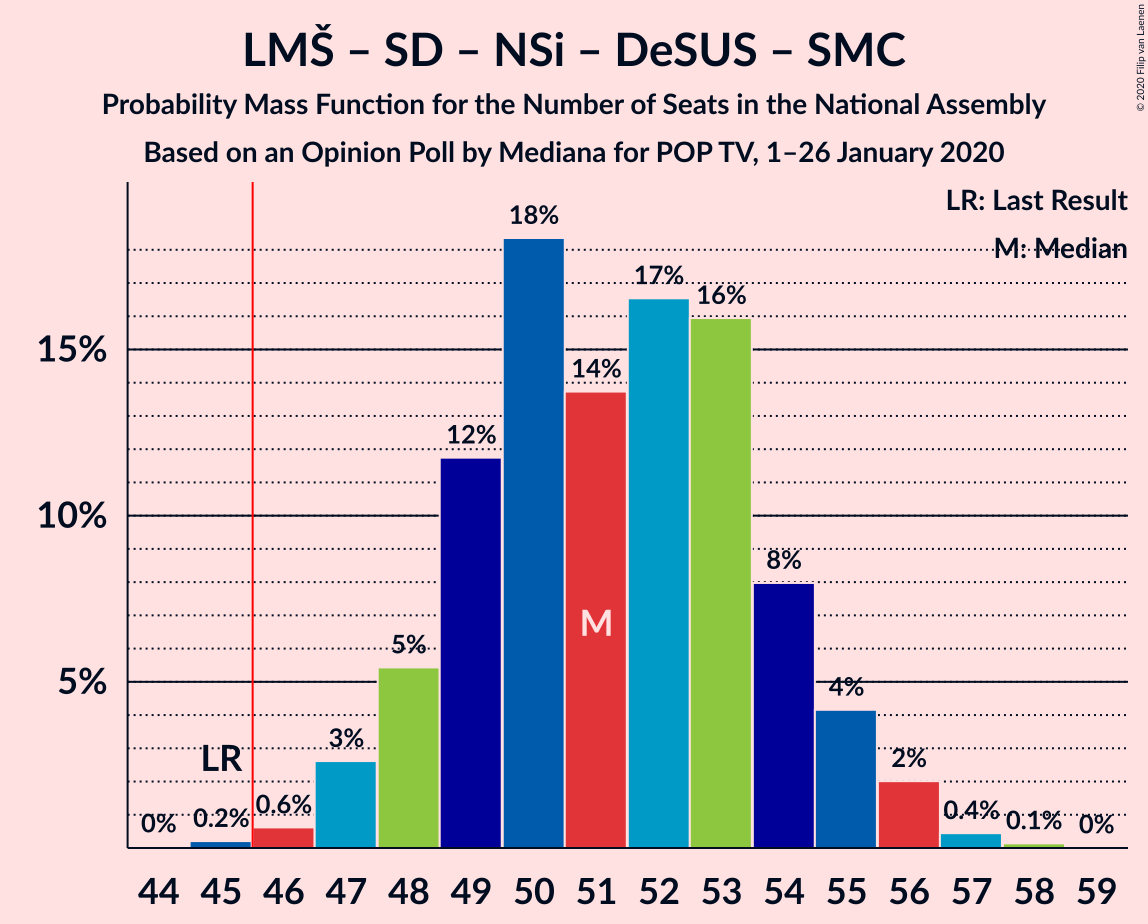 LMŠ – SD – NSi – DeSUS – SMC
Probability Mass Function for the Number of Seats in the National Assembly
Based on an Opinion Poll by Mediana for POP TV, 1–26 January 2020
© 2020 Filip van Laenen
LR: Last Result
M: Median
18%
17%
16%
15%
14%
12%
10%
8%
5%
5%
4%
3%
LR
2%
0%
0.2%
0.6%
0.4%
0.1%
0%
M
44 45 46 47 48 49 50 51 52 53 54 55 56 57 58 59